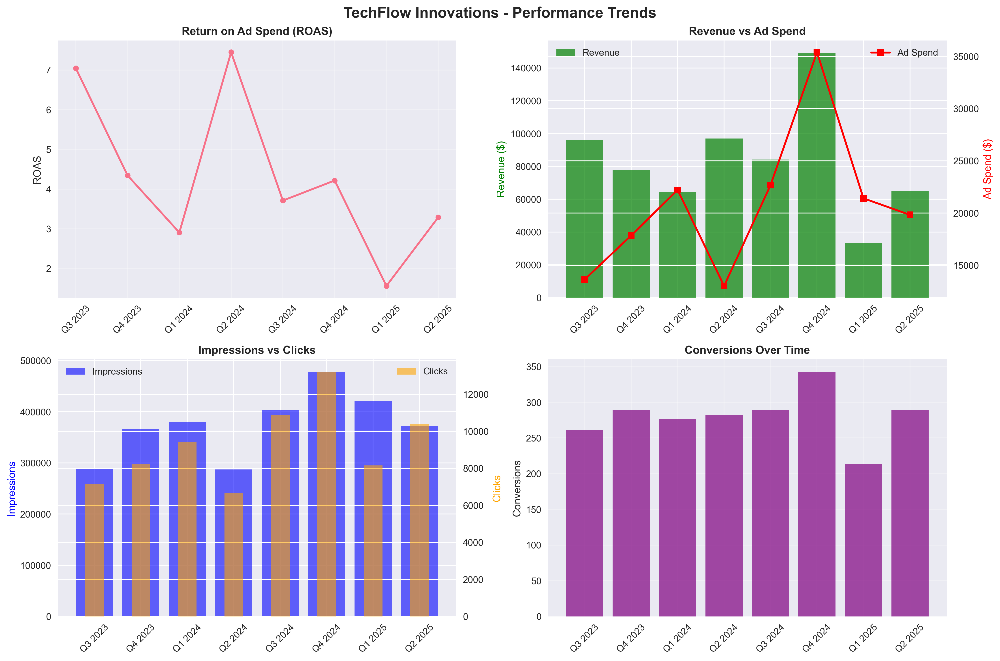 TechFlow Innovations - Performance Trends
Return on Ad Spend (ROAS)
ROAS
7
6
5
4
3
2
Q3 2023
Q4 2023
Q1 2024
Q2 2024
Q3 2024
Q4 2024
Q1 2025
Q2 2025
Revenue vs Ad Spend
Revenue
Ad Spend
Revenue ($)
140000
120000
100000
80000
60000
40000
20000
0
Ad Spend ($)
35000
30000
25000
20000
15000
Q3 2023
Q4 2023
Q1 2024
Q2 2024
Q3 2024
Q4 2024
Q1 2025
Q2 2025
Impressions vs Clicks
Impressions
Clicks
Impressions
500000
400000
300000
200000
100000
0
Clicks
12000
10000
8000
6000
4000
2000
0
Q3 2023
Q4 2023
Q1 2024
Q2 2024
Q3 2024
Q4 2024
Q1 2025
Q2 2025
Conversions Over Time
Conversions
350
300
250
200
150
100
50
0
Q3 2023
Q4 2023
Q1 2024
Q2 2024
Q3 2024
Q4 2024
Q1 2025
Q2 2025